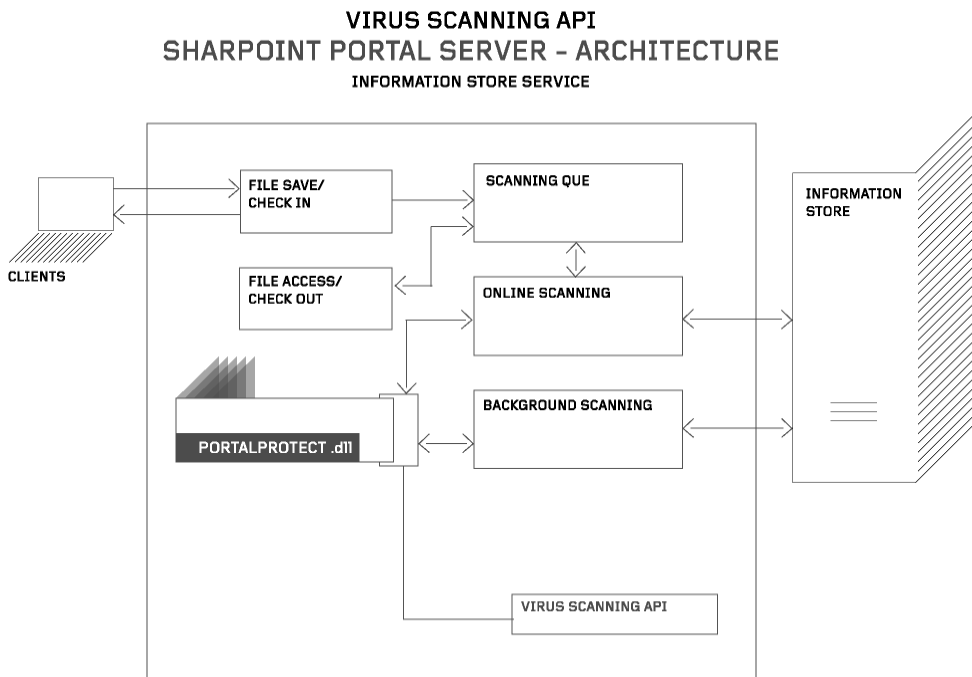 VIRUS SCANNING API
SHARPOINT PORTAL SERVER – ARCHITECTURE
INFORMATION STORE SERVICE
CLIENTS
FILE SAVE/
CHECK IN
SCANNING QUE
INFORMATION
STORE
FILE ACCESS/
CHECK OUT
ONLINE SCANNING
BACKGROUND SCANNING
PORTALPROTECT .dll
VIRUS SCANNING API